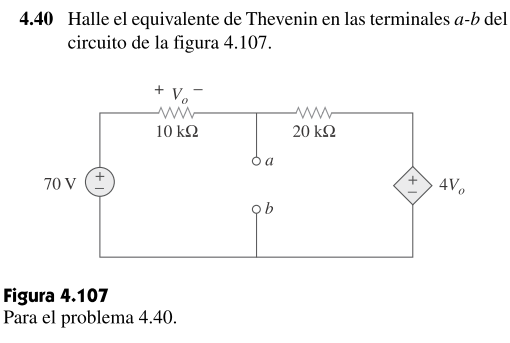 4.40 Halle el equivalente de Thevenin en las terminales a-b del
circuito de la figura 4.107.
+ Vo −
10 kΩ
20 kΩ
a
70 V
+
−
+
−
4Vo
b
Figura 4.107
Para el problema 4.40.